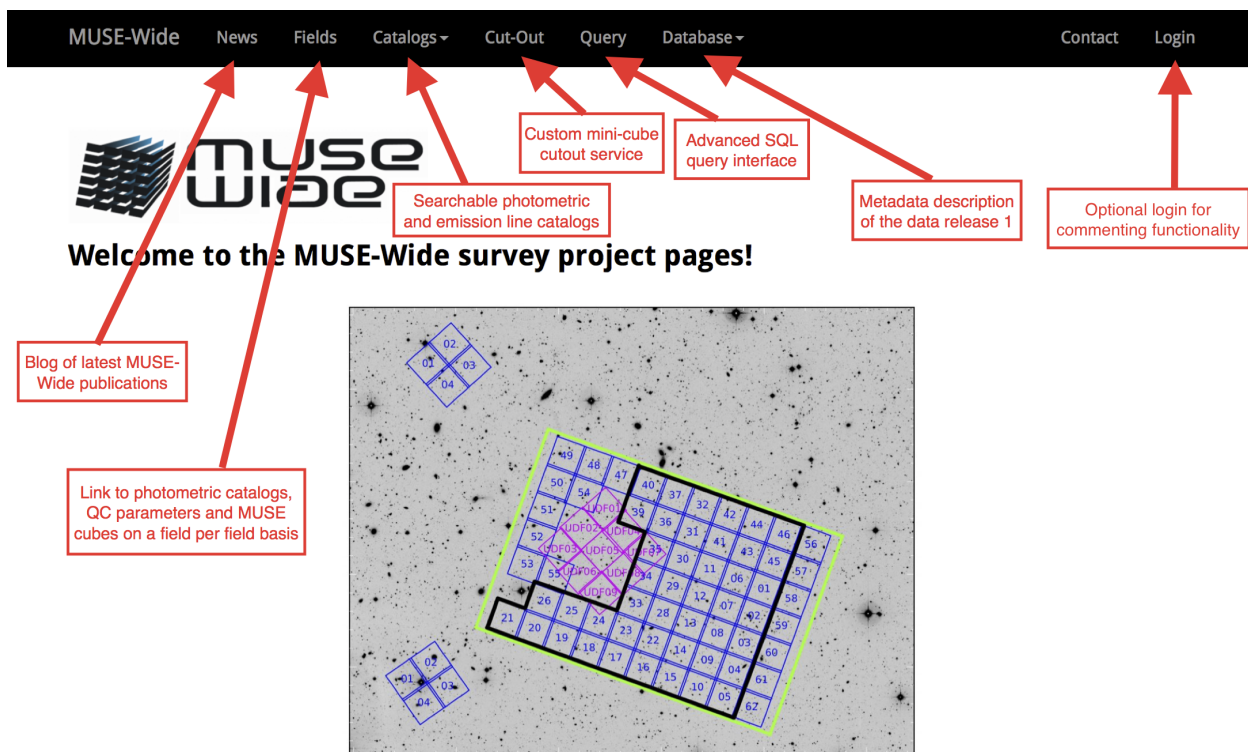 MUSE-Wide News Fields Catalogs Cut-Out Query Database Contact Login
Custom mini-cube
cutout service
Advanced SQL
query interface
muse
wide
Searchable photometric
and emission line catalogs
Metadata description
of the data release 1
Optional login for
commenting functionality
Welcome to the MUSE-Wide survey project pages!
Blog of latest MUSE-
Wide publications
Link to photometric catalogs,
QC parameters and MUSE
cubes on a field per field basis
02
01 03
04
49 48 47 40 37 32 42 44 46 56
50 54 UDF01 39 36 31 41 43 45 57
51 UDF02 UDF04 35 30 11 06 01 58
52 UDF03 UDF05 34 29 12 07 02 59
53 55 UDF06 UDF08 33 28 13 08 03 60
UDF09
21 26 25 24 23 22 14 09 04 61
20 19 18 17 16 15 10 05 62
02
01 03
04